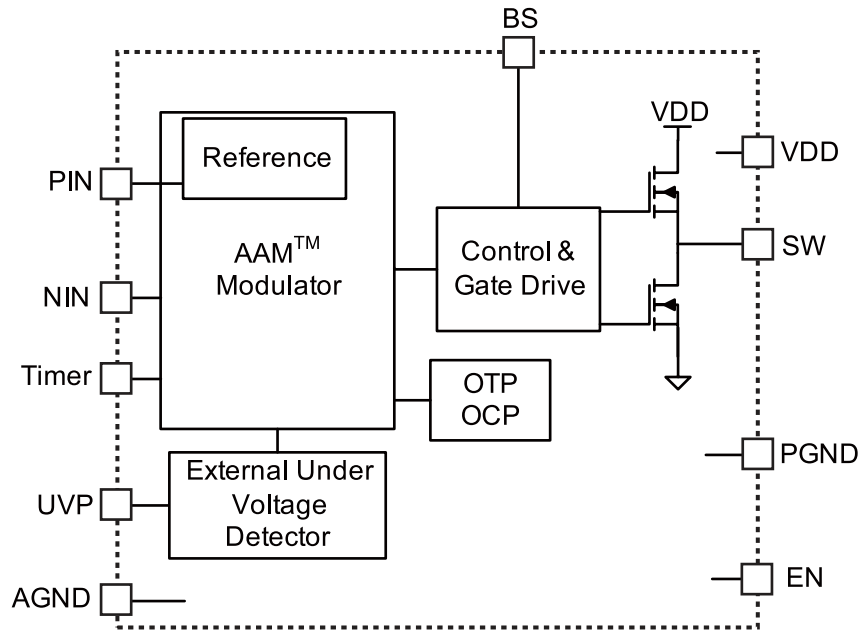 BS
VDD
Reference
VDD
PIN
AAM™
Modulator
Control &
Gate Drive
SW
NIN
Timer
OTP
OCP
PGND
External Under
Voltage
Detector
UVP
EN
AGND